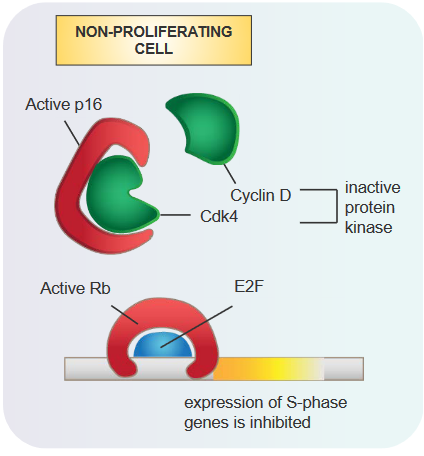 NON-PROLIFERATING
CELL
Active p16
Cyclin D
Cdk4
inactive
protein
kinase
Active Rb
E2F
expression of S-phase
genes is inhibited